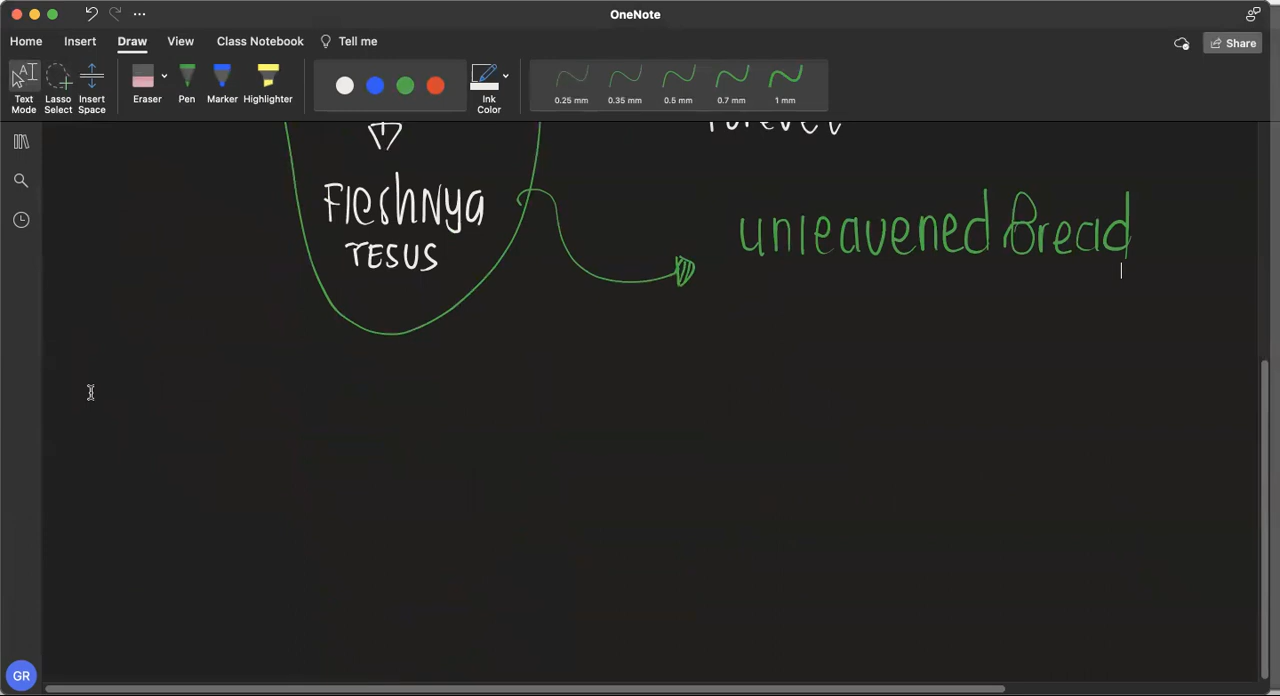 OneNote
Home Insert Draw View Class Notebook Tell me
Share
Text Mode
Lasso Select
Insert Space
Eraser
Pen
Marker
Highlighter
Ink Color
0.25 mm
0.35 mm
0.5 mm
0.7 mm
1 mm
Forever
FleshNya
JESUS
unleavened Bread
GR